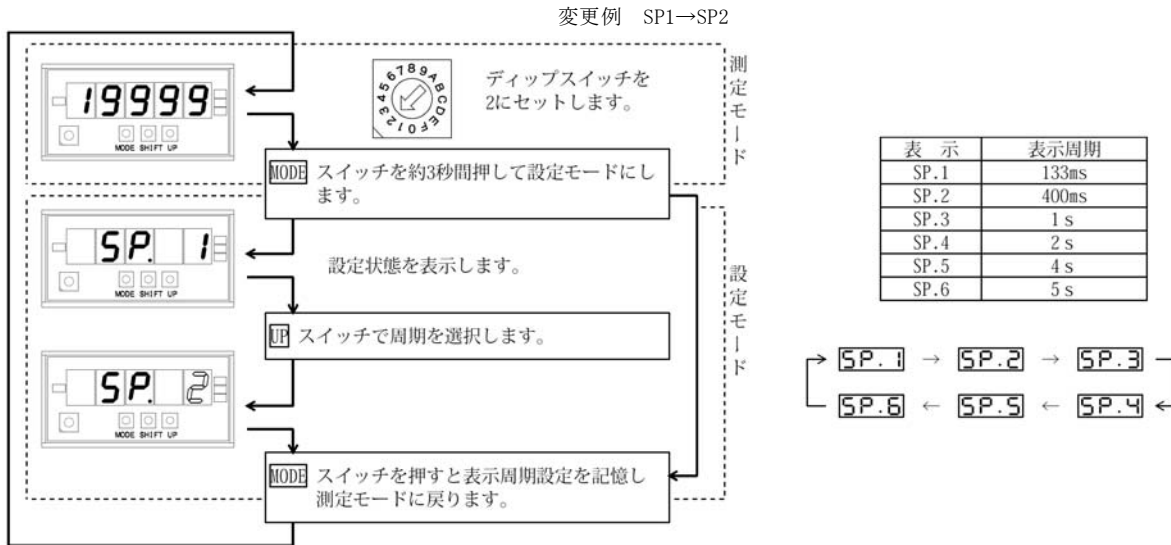 変更例　SP1→SP2
19999
MODE SHIFT UP
0123456789ABCDEF
ディップスイッチを
2にセットします。
測定モード
MODE スイッチを約3秒間押して設定モードにし
ます。
SP. 1
MODE SHIFT UP
設定状態を表示します。
設定モード
UP スイッチで周期を選択します。
SP. 2
MODE SHIFT UP
MODE スイッチを押すと表示周期設定を記憶し
測定モードに戻ります。
表　示 表示周期
SP.1 133ms
SP.2 400ms
SP.3 1 s
SP.4 2 s
SP.5 4 s
SP.6 5 s
SP.1 → SP.2 → SP.3
SP.6 ← SP.5 ← SP.4